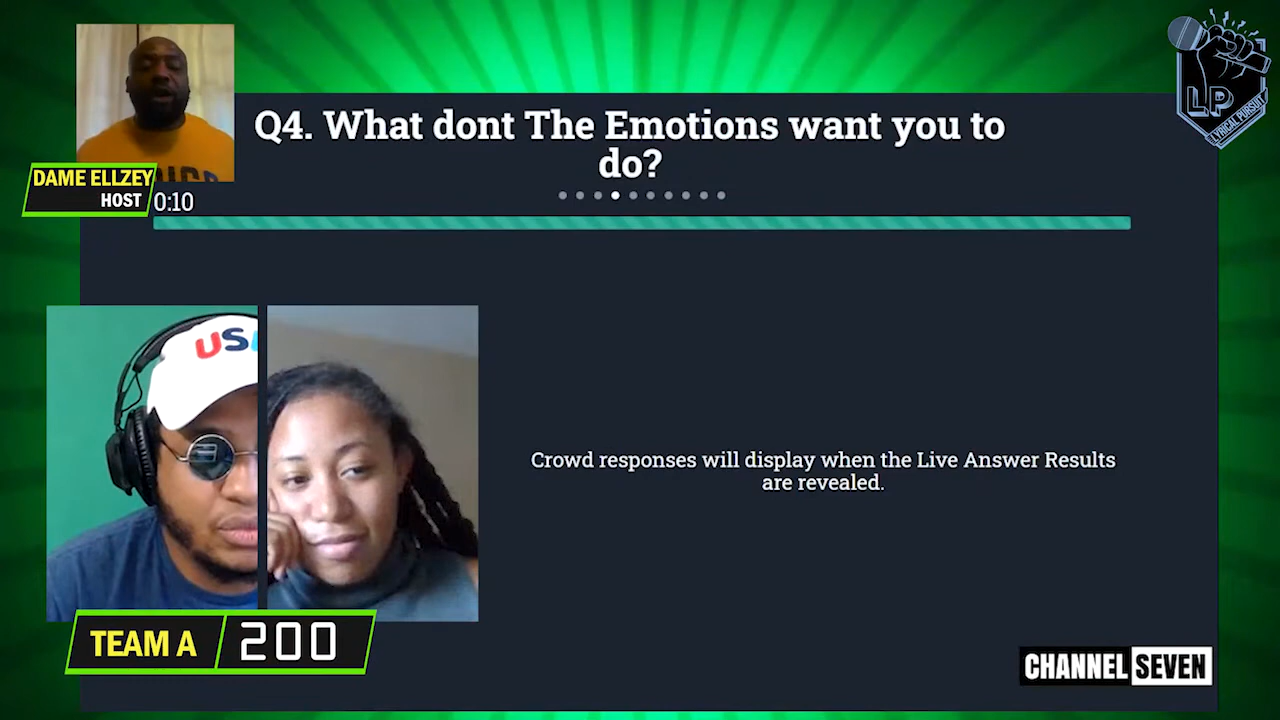 Q4. What dont The Emotions want you to
do?
DAME ELLZEY
HOST
0:10
LP
LYRICAL PURSUIT
US
Crowd responses will display when the Live Answer Results
are revealed.
TEAM A
200
CHANNEL SEVEN